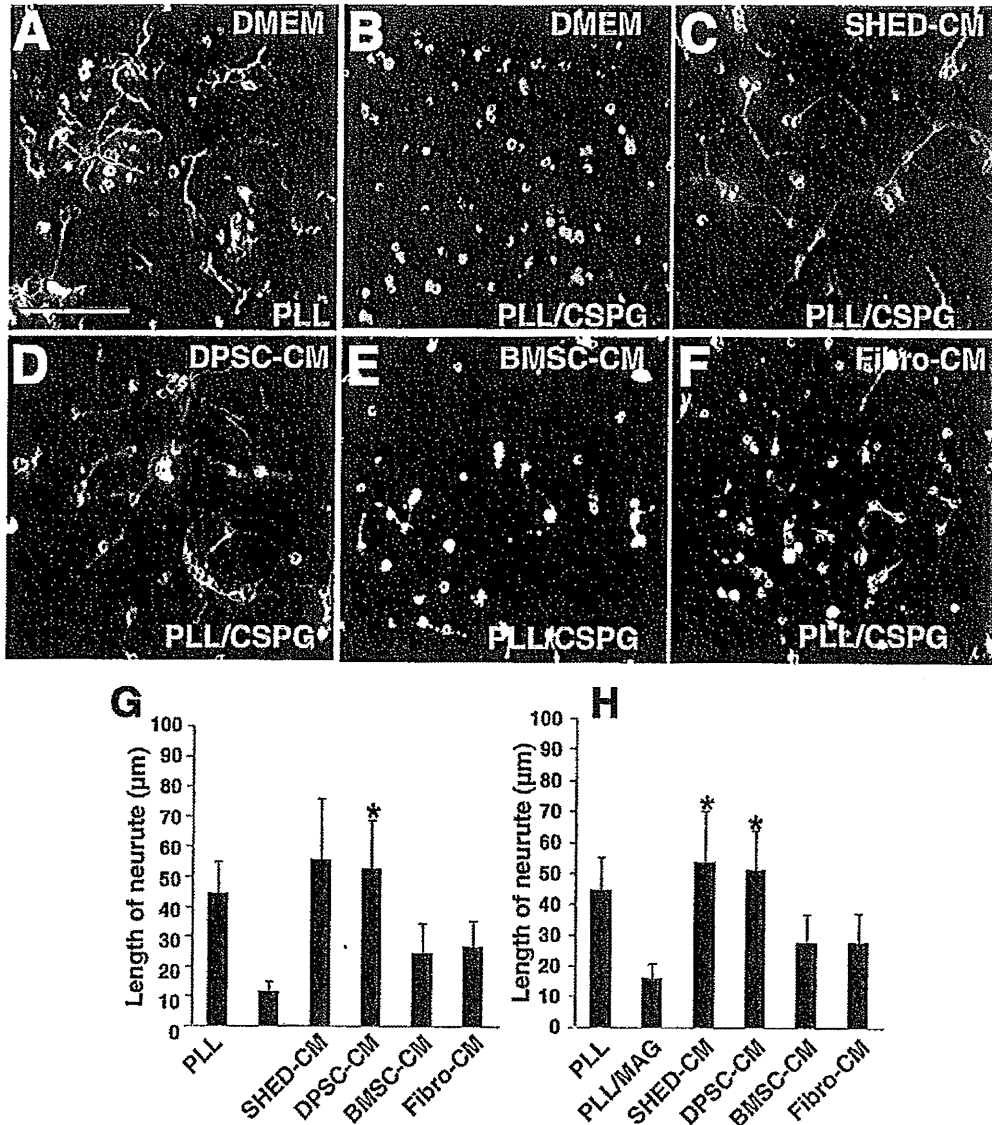 A DMEM
PLL
B DMEM
PLL/CSPG
C SHED-CM
PLL/CSPG
D DPSC-CM
PLL/CSPG
E BMSC-CM
PLL/CSPG
F Fibro-CM
PLL/CSPG
G
Length of neurute (μm)
100
90
80
70
60
50
40
30
20
10
0
*
PLL
SHED-CM
DPSC-CM
BMSC-CM
Fibro-CM
H
Length of neurute (μm)
100
90
80
70
60
50
40
30
20
10
0
*
*
PLL
PLL/MAG
SHED-CM
DPSC-CM
BMSC-CM
Fibro-CM